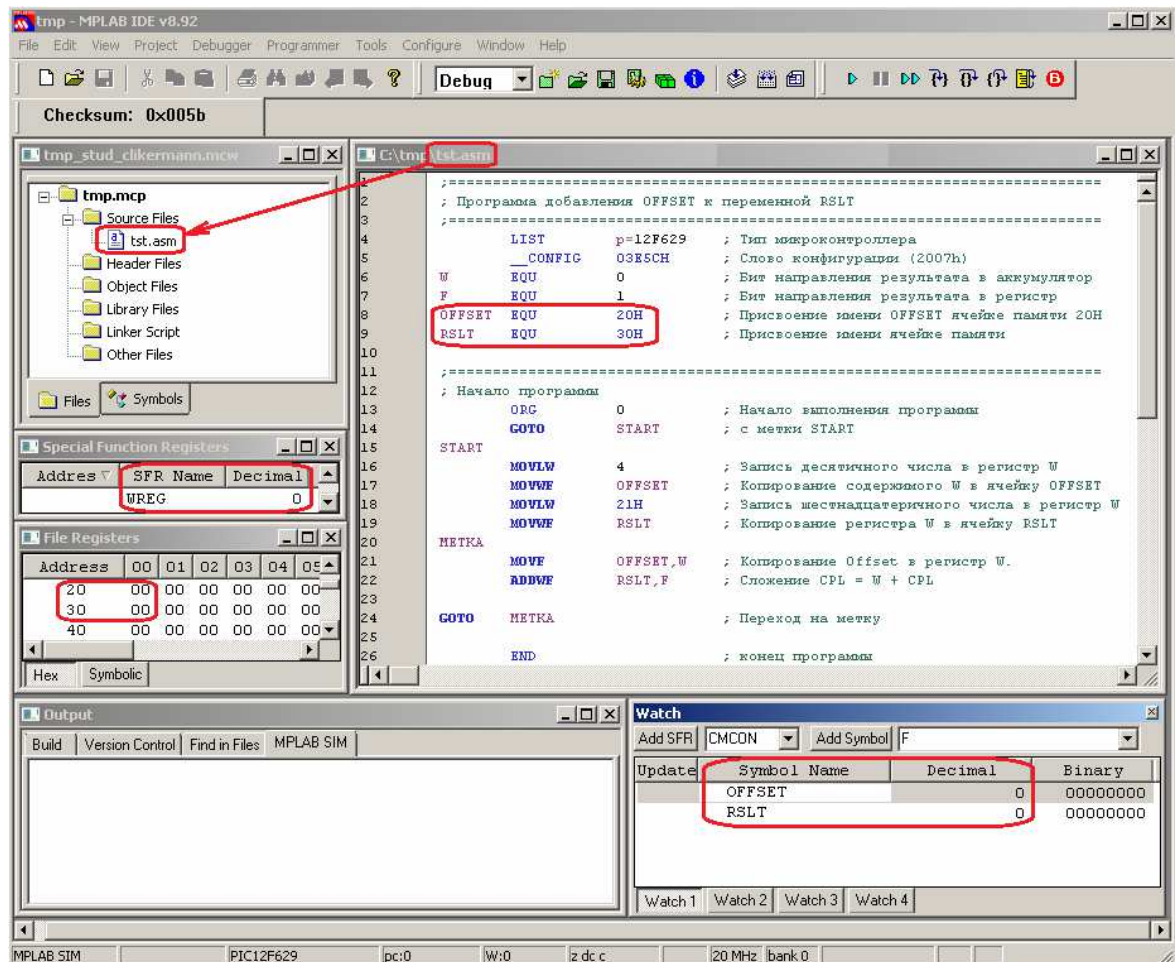 tmp - MPLAB IDE v8.92
File Edit View Project Debugger Programmer Tools Configure Window Help
Debug
Checksum: 0x005b
tmp_stud_clikermann.mcw
tmp.mcp
Source Files
tst.asm
Header Files
Object Files
Library Files
Linker Script
Other Files
Files Symbols
Special Function Registers
Addres SFR Name Decimal
WREG 0
File Registers
Address 00 01 02 03 04 05
20 00 00 00 00 00 00
30 00 00 00 00 00 00
40 00 00 00 00 00 00
Hex Symbolic
C:\tmp\tst.asm
1 ;==============================================================================
2 ; Программа добавления OFFSET к переменной RSLT
3 ;==============================================================================
4 LIST p=12F629 ; Тип микроконтроллера
5 __CONFIG 03E5CH ; Слово конфигурации (2007h)
6 W EQU 0 ; Бит направления результата в аккумулятор
7 F EQU 1 ; Бит направления результата в регистр
8 OFFSET EQU 20H ; Присвоение имени OFFSET ячейке памяти 20H
9 RSLT EQU 30H ; Присвоение имени ячейке памяти
10
11 ;==============================================================================
12 ; Начало программы
13 ORG 0 ; Начало выполнения программы
14 GOTO START ; с метки START
15 START
16 MOVLW 4 ; Запись десятичного числа в регистр W
17 MOVWF OFFSET ; Копирование содержимого W в ячейку OFFSET
18 MOVLW 21H ; Запись шестнадцатеричного числа в регистр W
19 MOVWF RSLT ; Копирование регистра W в ячейку RSLT
20 METKA
21 MOVF OFFSET,W ; Копирование Offset в регистр W.
22 ADDWF RSLT,F ; Сложение CPL = W + CPL
23
24 GOTO METKA ; Переход на метку
25
26 END ; конец программы
Output
Build Version Control Find in Files MPLAB SIM
Watch
Add SFR CMCON Add Symbol F
Update Symbol Name Decimal Binary
OFFSET 0 00000000
RSLT 0 00000000
Watch 1 Watch 2 Watch 3 Watch 4
MPLAB SIM PIC12F629 pc:0 W:0 z dc c 20 MHz bank 0